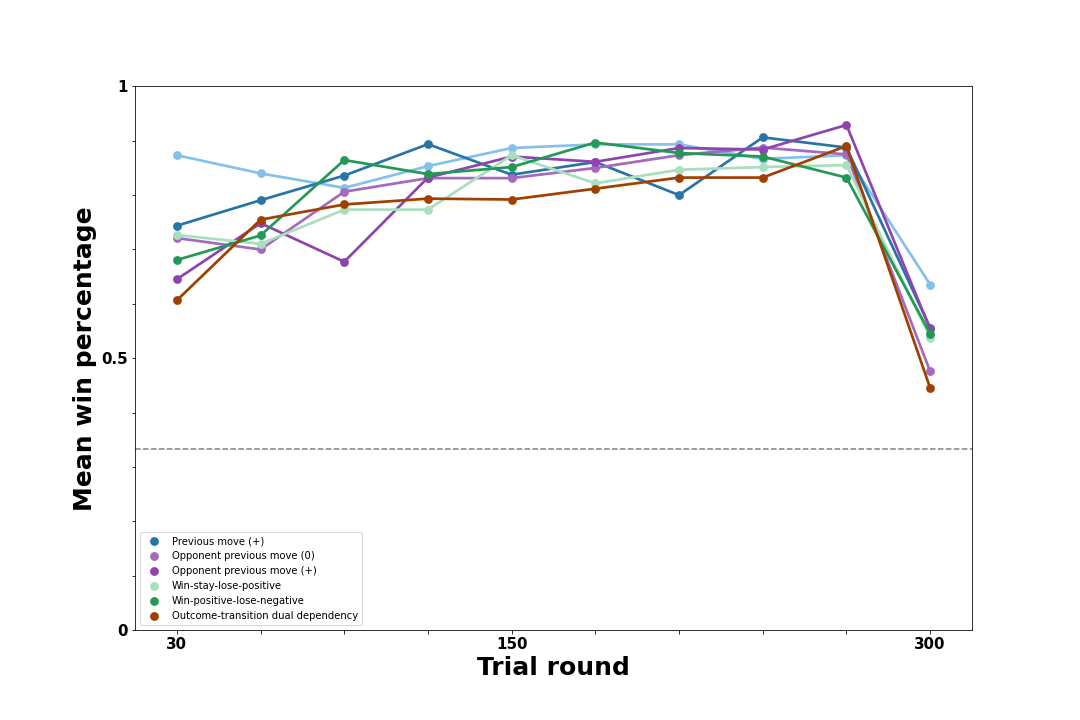 1
0.5
0
Mean win percentage
Previous move (+)
Opponent previous move (0)
Opponent previous move (+)
Win-stay-lose-positive
Win-positive-lose-negative
Outcome-transition dual dependency
30
150
300
Trial round